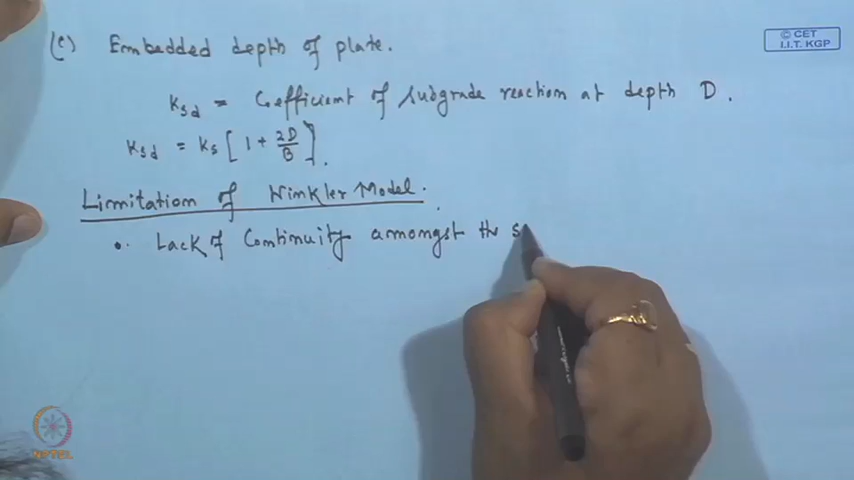 (c) Embedded depth of plate.
© CET
I.I.T. KGP
Ksd = Coefficient of subgrade reaction at depth D.
Ksd = Ks [1 + 2D/B].
Limitation of Winkler Model.
• Lack of Continuity amongst the s
NPTEL